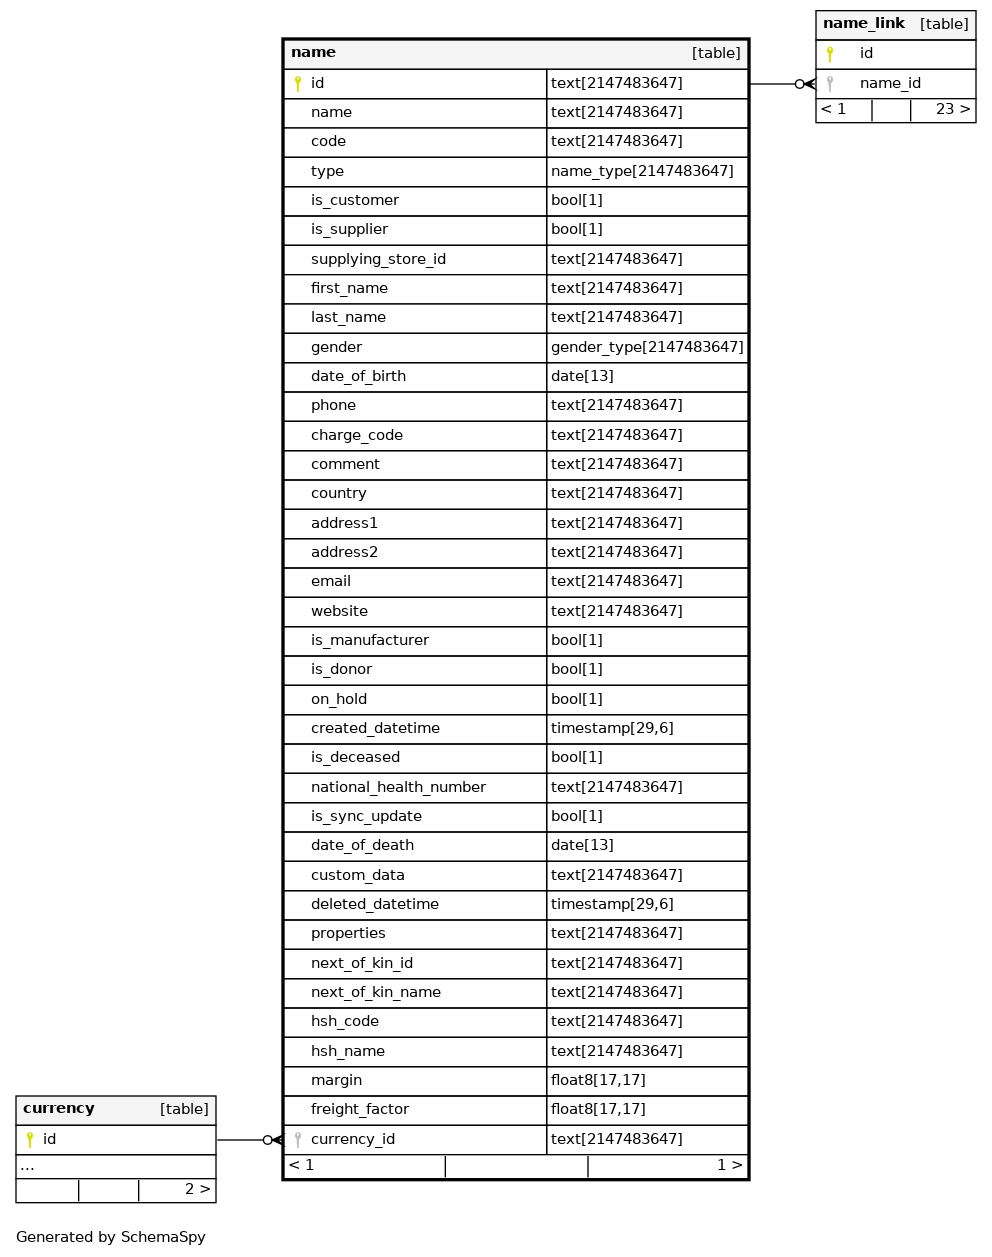 name_link [table]
id
name_id
< 1 23 >
name [table]
id text[2147483647]
name text[2147483647]
code text[2147483647]
type name_type[2147483647]
is_customer bool[1]
is_supplier bool[1]
supplying_store_id text[2147483647]
first_name text[2147483647]
last_name text[2147483647]
gender gender_type[2147483647]
date_of_birth date[13]
phone text[2147483647]
charge_code text[2147483647]
comment text[2147483647]
country text[2147483647]
address1 text[2147483647]
address2 text[2147483647]
email text[2147483647]
website text[2147483647]
is_manufacturer bool[1]
is_donor bool[1]
on_hold bool[1]
created_datetime timestamp[29,6]
is_deceased bool[1]
national_health_number text[2147483647]
is_sync_update bool[1]
date_of_death date[13]
custom_data text[2147483647]
deleted_datetime timestamp[29,6]
properties text[2147483647]
next_of_kin_id text[2147483647]
next_of_kin_name text[2147483647]
hsh_code text[2147483647]
hsh_name text[2147483647]
margin float8[17,17]
freight_factor float8[17,17]
currency_id text[2147483647]
< 1 1 >
currency [table]
id
...
2 >
Generated by SchemaSpy